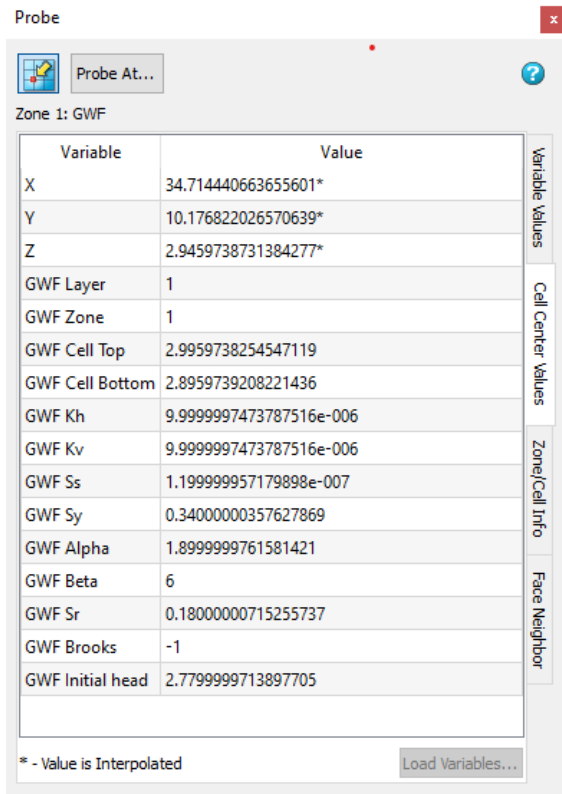 Probe
x
Probe At...
?
Zone 1: GWF
Variable Value
X 34.714440663655601*
Y 10.176822026570639*
Z 2.9459738731384277*
GWF Layer 1
GWF Zone 1
GWF Cell Top 2.9959738254547119
GWF Cell Bottom 2.8959739208221436
GWF Kh 9.9999997473787516e-006
GWF Kv 9.9999997473787516e-006
GWF Ss 1.199999957179898e-007
GWF Sy 0.34000000357627869
GWF Alpha 1.8999999761581421
GWF Beta 6
GWF Sr 0.18000000715255737
GWF Brooks -1
GWF Initial head 2.7799999713897705
Variable Values
Cell Center Values
Zone/Cell Info
Face Neighbor
* - Value is Interpolated
Load Variables...